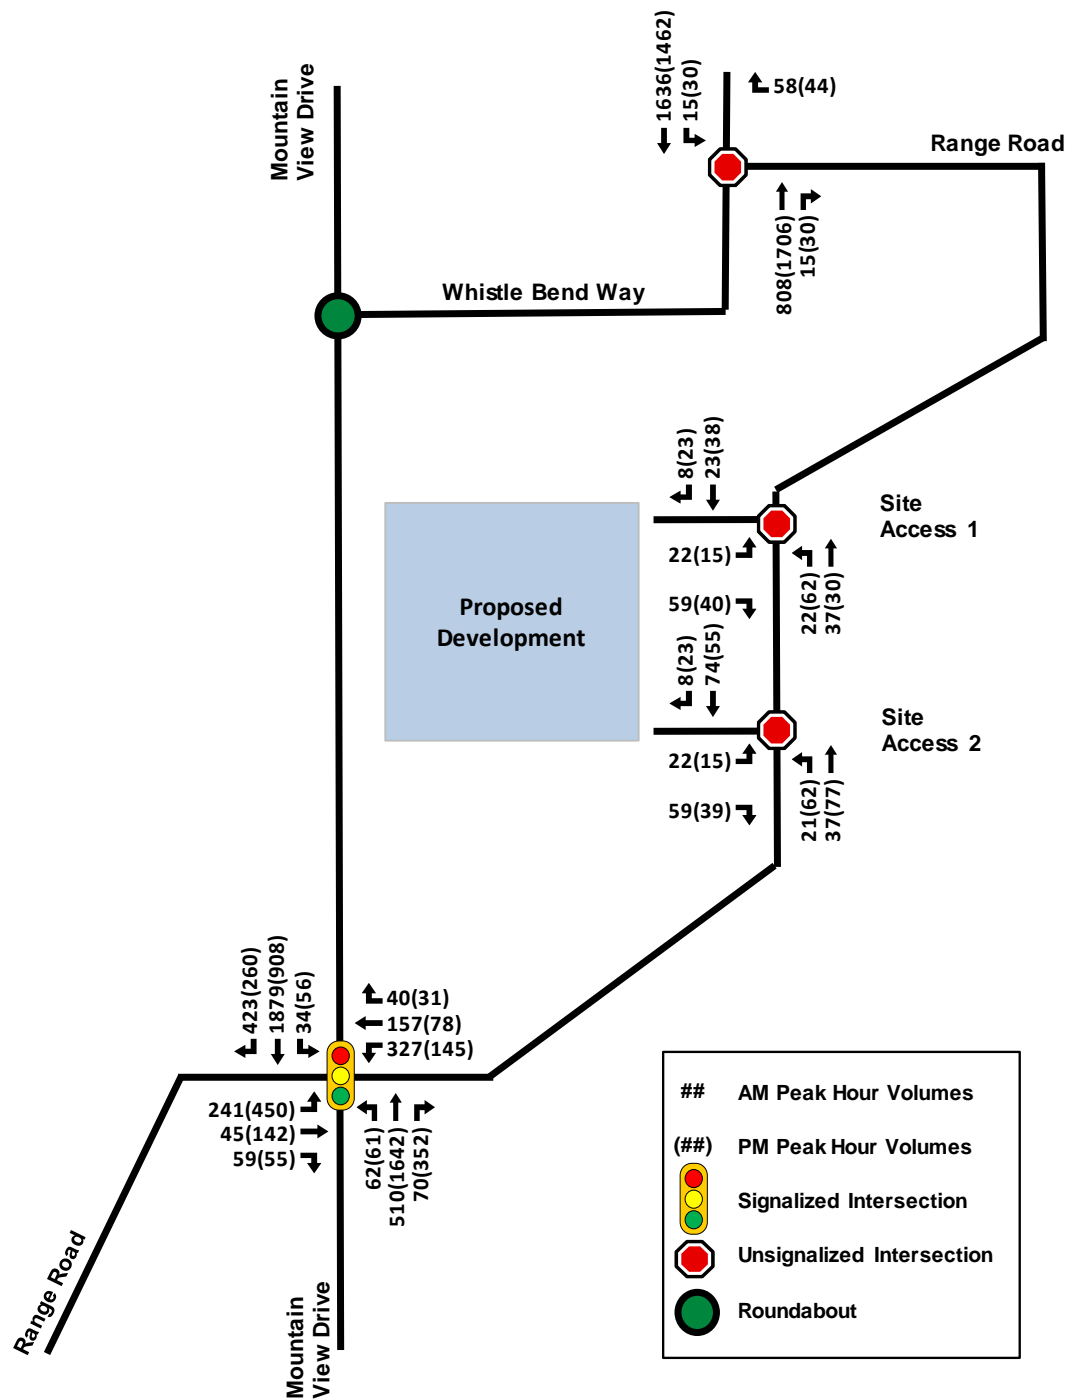 Mountain
View Drive
1636(1462)
15(30)
58(44)
Range Road
808(1706)
15(30)
Whistle Bend Way
8(23)
23(38)
Site
Access 1
22(15)
59(40)
22(62)
37(30)
Proposed
Development
8(23)
74(55)
Site
Access 2
22(15)
59(39)
21(62)
37(77)
423(260)
1879(908)
34(56)
40(31)
157(78)
327(145)
241(450)
45(142)
59(55)
62(61)
510(1642)
70(352)
Range Road
Mountain
View Drive
## AM Peak Hour Volumes
(##) PM Peak Hour Volumes
Signalized Intersection
Unsignalized Intersection
Roundabout